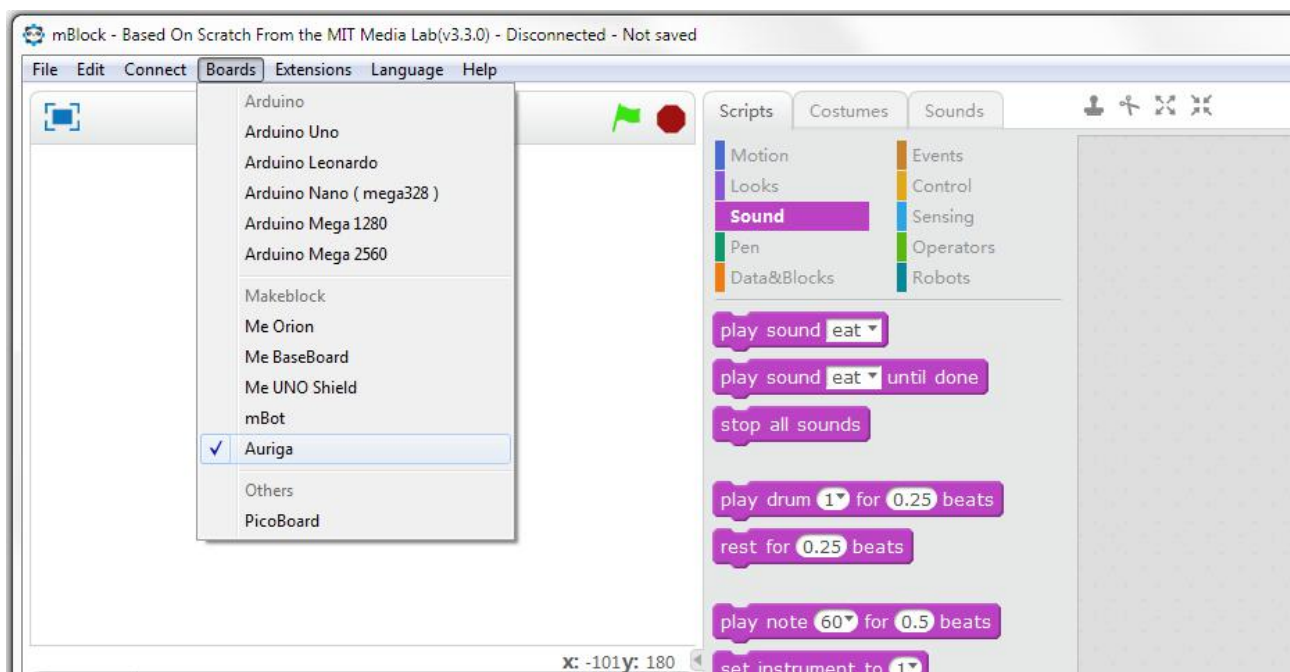 mBlock - Based On Scratch From the MIT Media Lab(v3.3.0) - Disconnected - Not saved
File Edit Connect Boards Extensions Language Help
Arduino
Arduino Uno
Arduino Leonardo
Arduino Nano ( mega328 )
Arduino Mega 1280
Arduino Mega 2560
Makeblock
Me Orion
Me BaseBoard
Me UNO Shield
mBot
Auriga
Others
PicoBoard
x: -101 y: 180
Scripts Costumes Sounds
Motion Events
Looks Control
Sound Sensing
Pen Operators
Data&Blocks Robots
play sound eat
play sound eat until done
stop all sounds
play drum 1 for 0.25 beats
rest for 0.25 beats
play note 60 for 0.5 beats
set instrument to 1